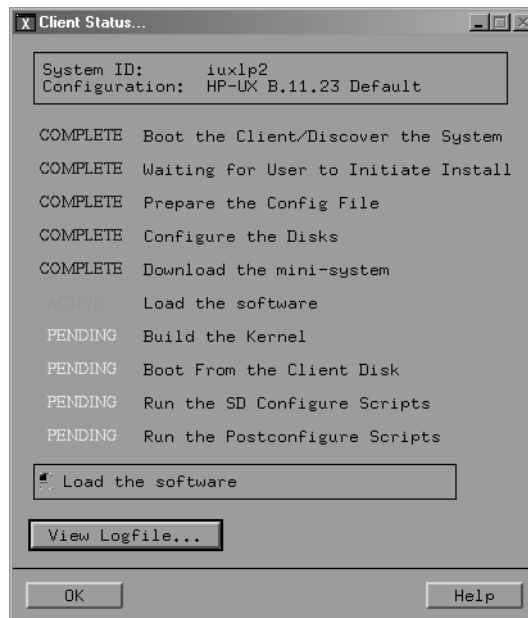 X Client Status...
System ID: iuxlp2
Configuration: HP-UX B.11.23 Default
COMPLETE Boot the Client/Discover the System
COMPLETE Waiting for User to Initiate Install
COMPLETE Prepare the Config File
COMPLETE Configure the Disks
COMPLETE Download the mini-system
ACTIVE Load the software
PENDING Build the Kernel
PENDING Boot From the Client Disk
PENDING Run the SD Configure Scripts
PENDING Run the Postconfigure Scripts
Load the software
View Logfile...
OK Help